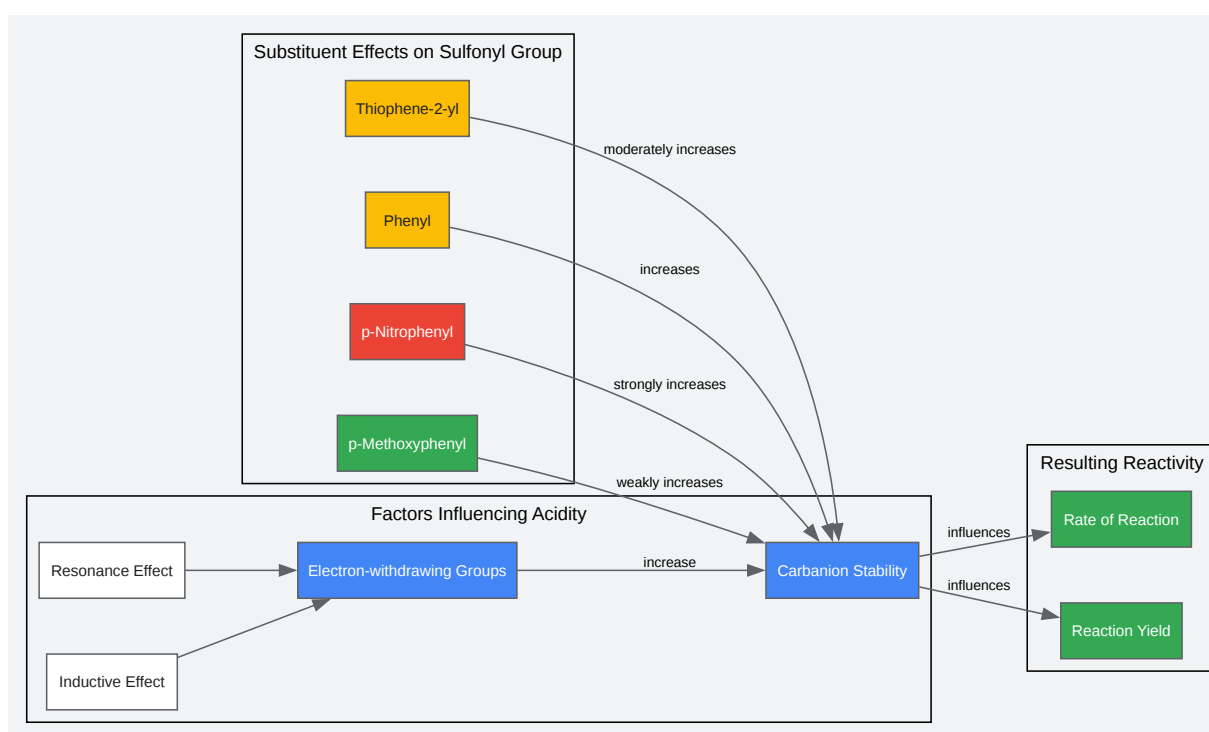 Substituent Effects on Sulfonyl Group
Thiophene-2-yl
moderately increases
Phenyl
increases
p-Nitrophenyl
strongly increases
p-Methoxyphenyl
weakly increases
Factors Influencing Acidity
Resonance Effect
Electron-withdrawing Groups
increase
Carbanion Stability
Inductive Effect
Resulting Reactivity
influences
Rate of Reaction
influences
Reaction Yield